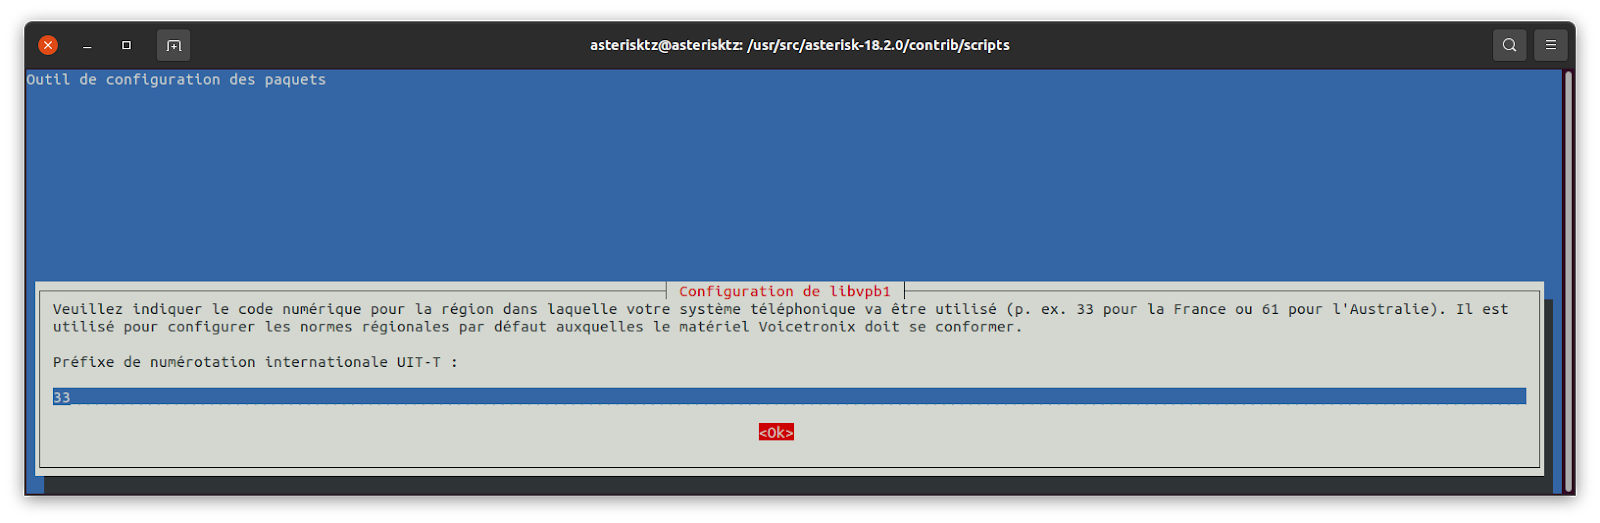 asterisktz@asterisktz: /usr/src/asterisk-18.2.0/contrib/scripts
Outil de configuration des paquets
Configuration de libvpb1
Veuillez indiquer le code numérique pour la région dans laquelle votre système téléphonique va être utilisé (p. ex. 33 pour la France ou 61 pour l'Australie). Il est
utilisé pour configurer les normes régionales par défaut auxquelles le matériel Voicetronix doit se conformer.
Préfixe de numérotation internationale UIT-T :
33
<Ok>